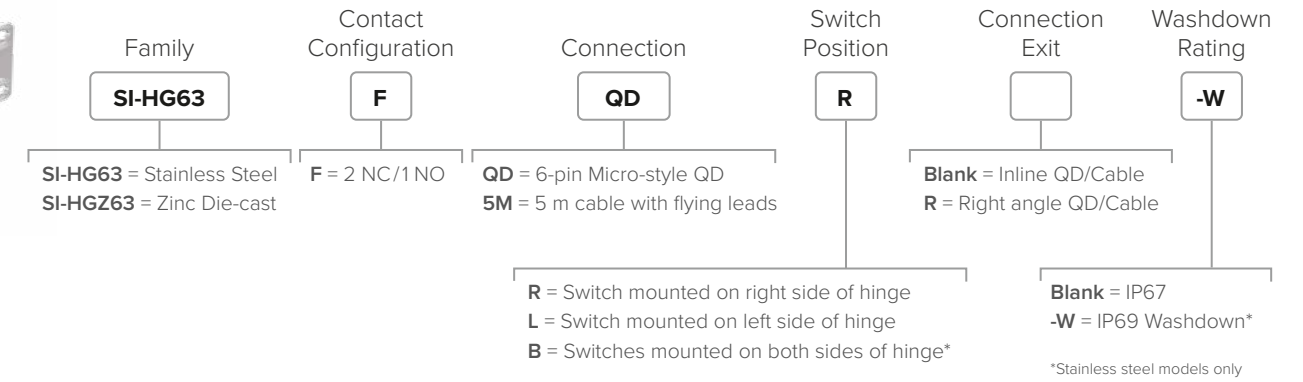 Family
Contact
Configuration
Connection
Switch
Position
Connection
Exit
Washdown
Rating
SI-HG63
F
QD
R
-W
SI-HG63 = Stainless Steel
SI-HGZ63 = Zinc Die-cast
F = 2 NC/1 NO
QD = 6-pin Micro-style QD
5M = 5 m cable with flying leads
Blank = Inline QD/Cable
R = Right angle QD/Cable
R = Switch mounted on right side of hinge
L = Switch mounted on left side of hinge
B = Switches mounted on both sides of hinge*
Blank = IP67
-W = IP69 Washdown*
*Stainless steel models only